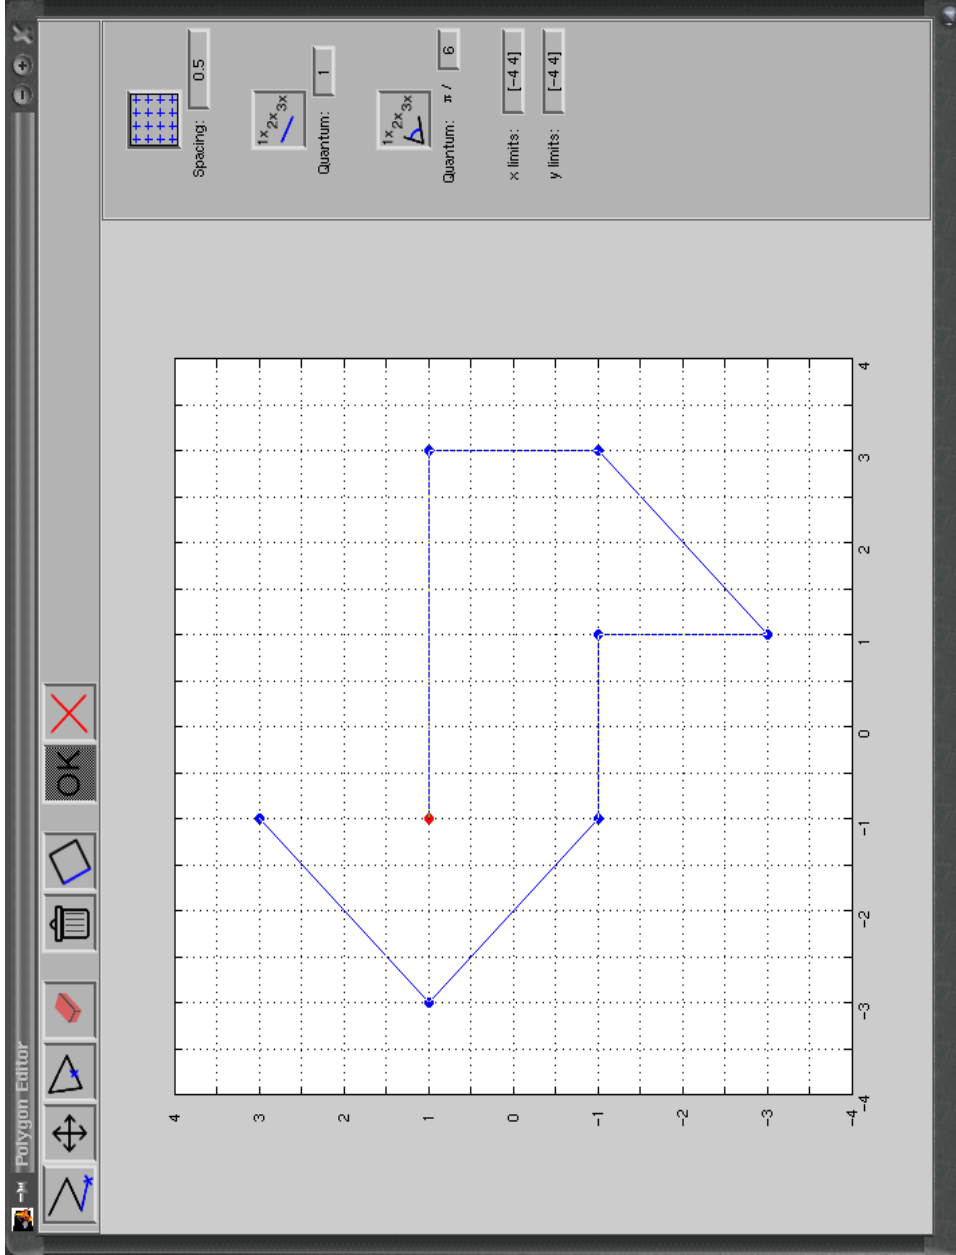 Polygon Editor
OK
4
3
2
1
0
−1
−2
−3
−4
−4
−3
−2
−1
0
1
2
3
4
Spacing: 0.5
1x 2x 3x
Quantum: 1
1x 2x 3x
Quantum: π / 6
x limits: [−4 4]
y limits: [−4 4]